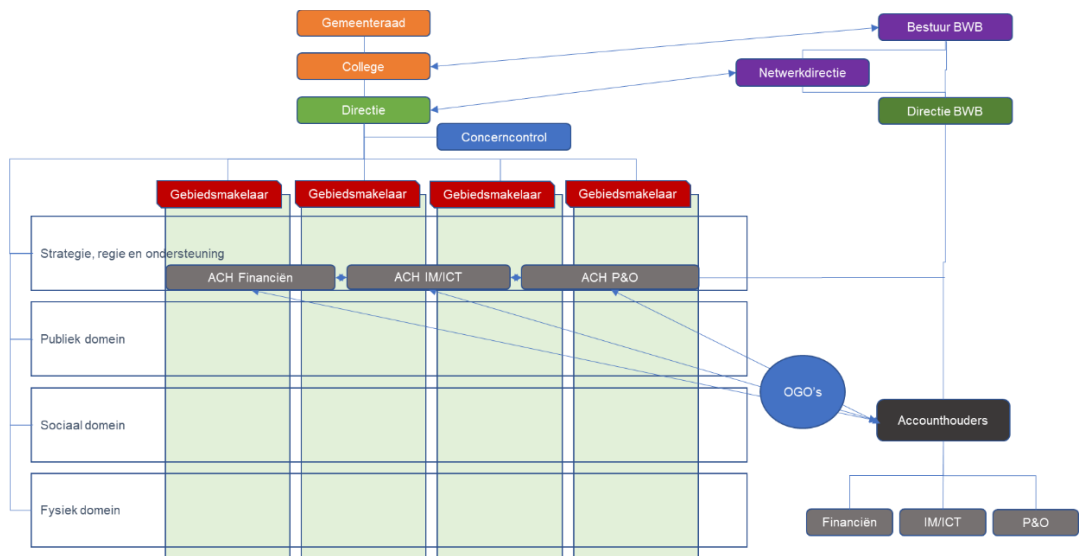 Gemeenteraad
Bestuur BWB
College
Netwerkdirectie
Directie
Directie BWB
Concerncontrol
Gebiedsmakelaar
Gebiedsmakelaar
Gebiedsmakelaar
Gebiedsmakelaar
Strategie, regie en ondersteuning
ACH Financiën
ACH IM/ICT
ACH P&O
Publiek domein
OGO's
Sociaal domein
Accounthouders
Fysiek domein
Financiën
IM/ICT
P&O